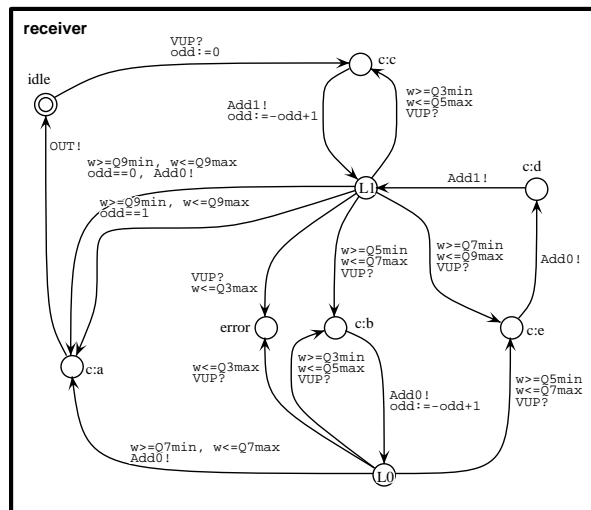 receiver
VUP?
odd:=0
c:c
idle
Add1!
odd:=-odd+1
w>=Q3min
w<=Q5max
VUP?
OUT!
w>=Q9min, w<=Q9max
odd==0, Add0!
c:d
Add1!
L1
w>=Q9min, w<=Q9max
odd==1
w>=Q5min
w<=Q7max
VUP?
w>=Q7min
w<=Q9max
VUP?
Add0!
VUP?
w<=Q3max
error
c:b
c:e
c:a
w<=Q3max
VUP?
w>=Q3min
w<=Q5max
VUP?
w>=Q5min
w<=Q7max
VUP?
Add0!
odd:=-odd+1
w>=Q7min, w<=Q7max
Add0!
L0